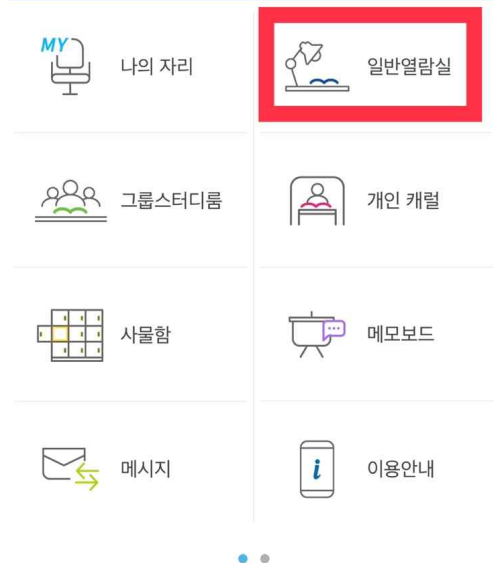 MY
나의 자리
일반열람실
그룹스터디룸
개인 캐럴
사물함
메모보드
메시지
i
이용안내